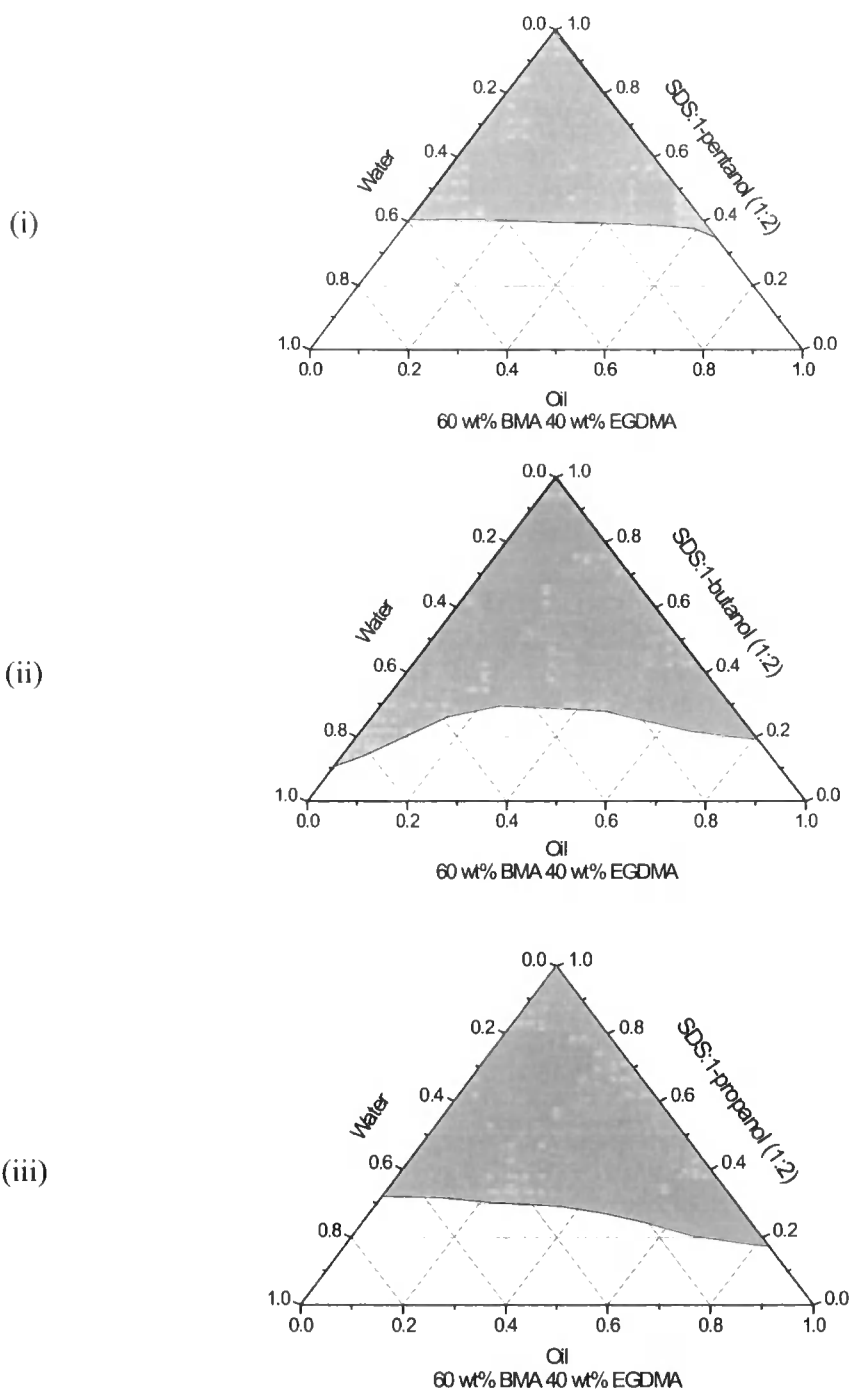 (i)
0.0 1.0
0.2 0.8
Water
SDS:1-pentanol (1:2)
0.4 0.6
0.6 0.4
0.8 0.2
1.0 0.0
0.0 0.2 0.4 0.6 0.8 1.0
Oil
60 wt% BMA 40 wt% EGDMA
(ii)
0.0 1.0
0.2 0.8
Water
SDS:1-butanol (1:2)
0.4 0.6
0.6 0.4
0.8 0.2
1.0 0.0
0.0 0.2 0.4 0.6 0.8 1.0
Oil
60 wt% BMA 40 wt% EGDMA
(iii)
0.0 1.0
0.2 0.8
Water
SDS:1-propanol (1:2)
0.4 0.6
0.6 0.4
0.8 0.2
1.0 0.0
0.0 0.2 0.4 0.6 0.8 1.0
Oil
60 wt% BMA 40 wt% EGDMA